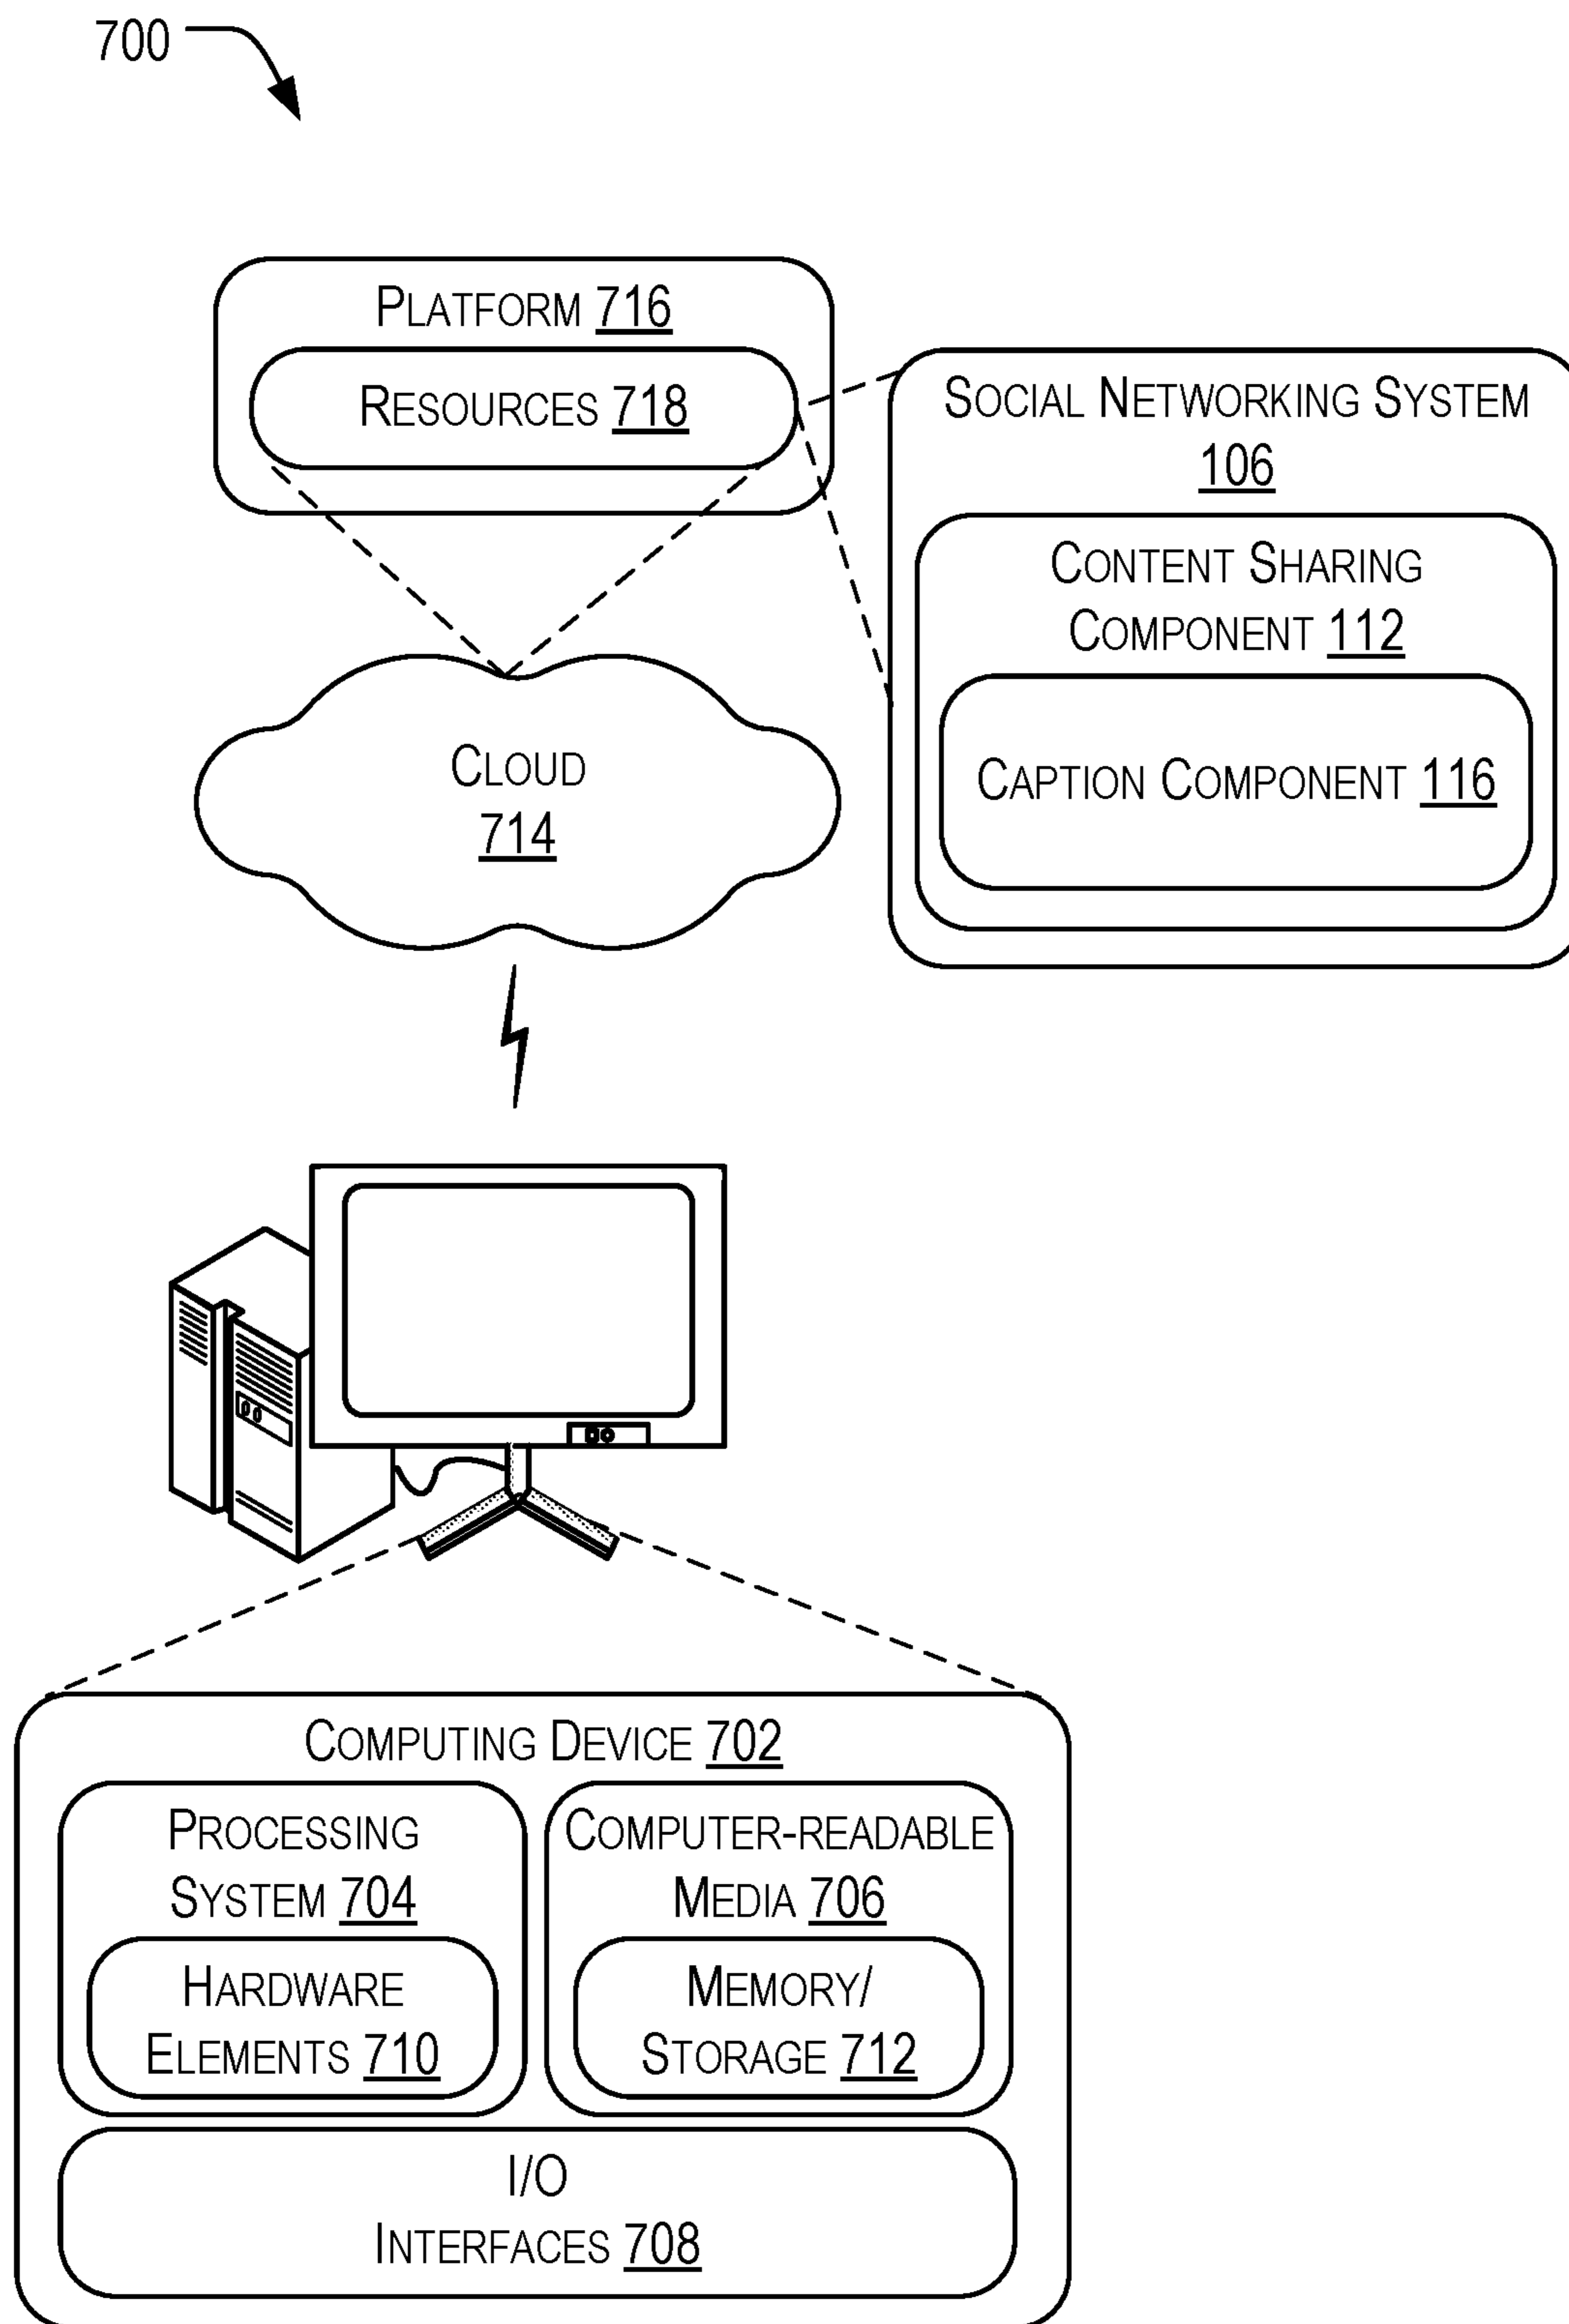 700
PLATFORM 716
RESOURCES 718
SOCIAL NETWORKING SYSTEM
106
CONTENT SHARING
COMPONENT 112
CAPTION COMPONENT 116
CLOUD
714
COMPUTING DEVICE 702
PROCESSING
SYSTEM 704
HARDWARE
ELEMENTS 710
COMPUTER-READABLE
MEDIA 706
MEMORY/
STORAGE 712
I/O
INTERFACES 708